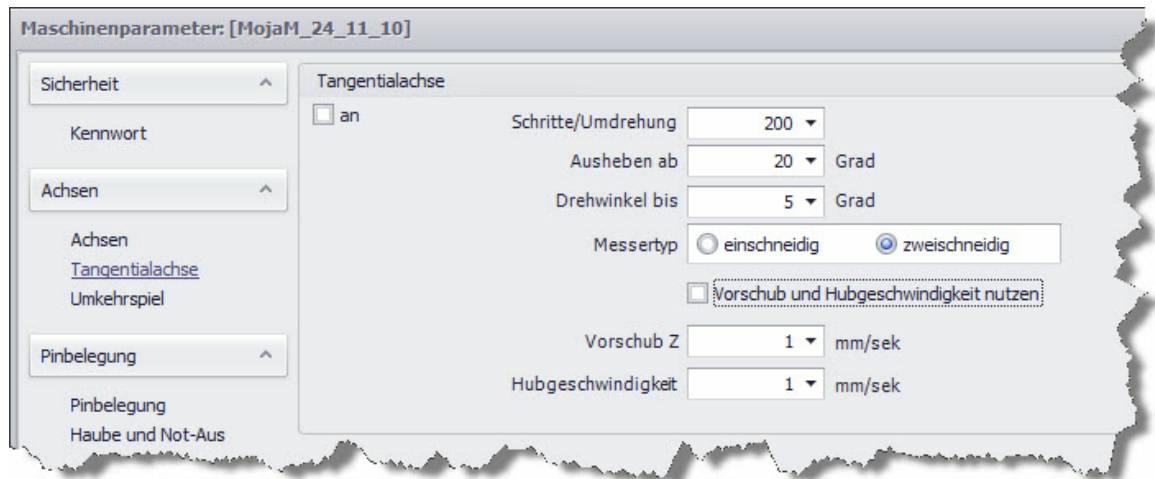 Maschinenparameter: [MojaM_24_11_10]
Sicherheit
Kennwort
Achsen
Achsen
Tangentialachse
Umkehrspiel
Pinbelegung
Pinbelegung
Haube und Not-Aus
Tangentialachse
an
Schritte/Umdrehung 200
Ausheben ab 20 Grad
Drehwinkel bis 5 Grad
Messertyp einschneidig zweischneidig
Vorschub und Hubgeschwindigkeit nutzen
Vorschub Z 1 mm/sek
Hubgeschwindigkeit 1 mm/sek